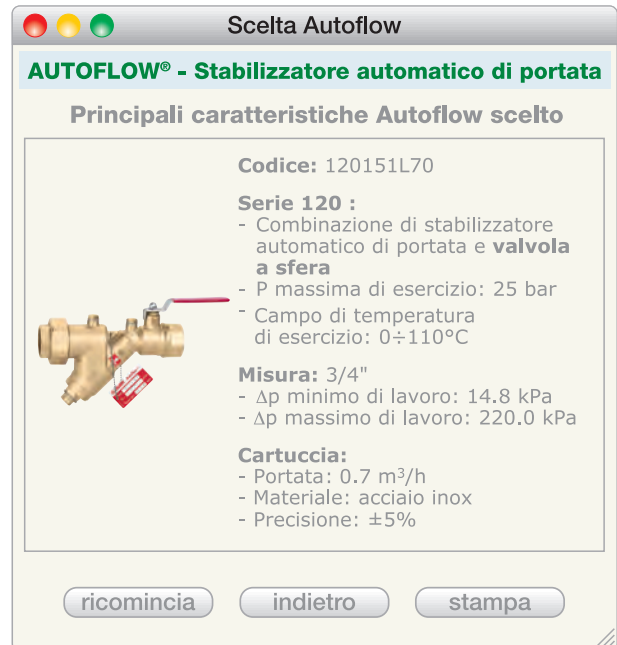 Scelta Autoflow
AUTOFLOW® - Stabilizzatore automatico di portata
Principali caratteristiche Autoflow scelto
Codice: 120151L70
Serie 120 :
- Combinazione di stabilizzatore
automatico di portata e valvola
a sfera
- P massima di esercizio: 25 bar
- Campo di temperatura
di esercizio: 0÷110°C
Misura: 3/4"
- Δp minimo di lavoro: 14.8 kPa
- Δp massimo di lavoro: 220.0 kPa
Cartuccia:
- Portata: 0.7 m³/h
- Materiale: acciaio inox
- Precisione: ±5%
ricomincia
indietro
stampa